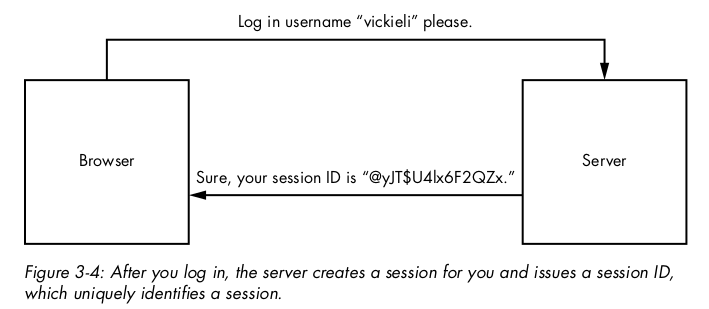 Log in username “vickieli” please.
Browser
Server
Sure, your session ID is “@yJT$U4lx6F2QZx.”
Figure 3-4: After you log in, the server creates a session for you and issues a session ID,
which uniquely identifies a session.